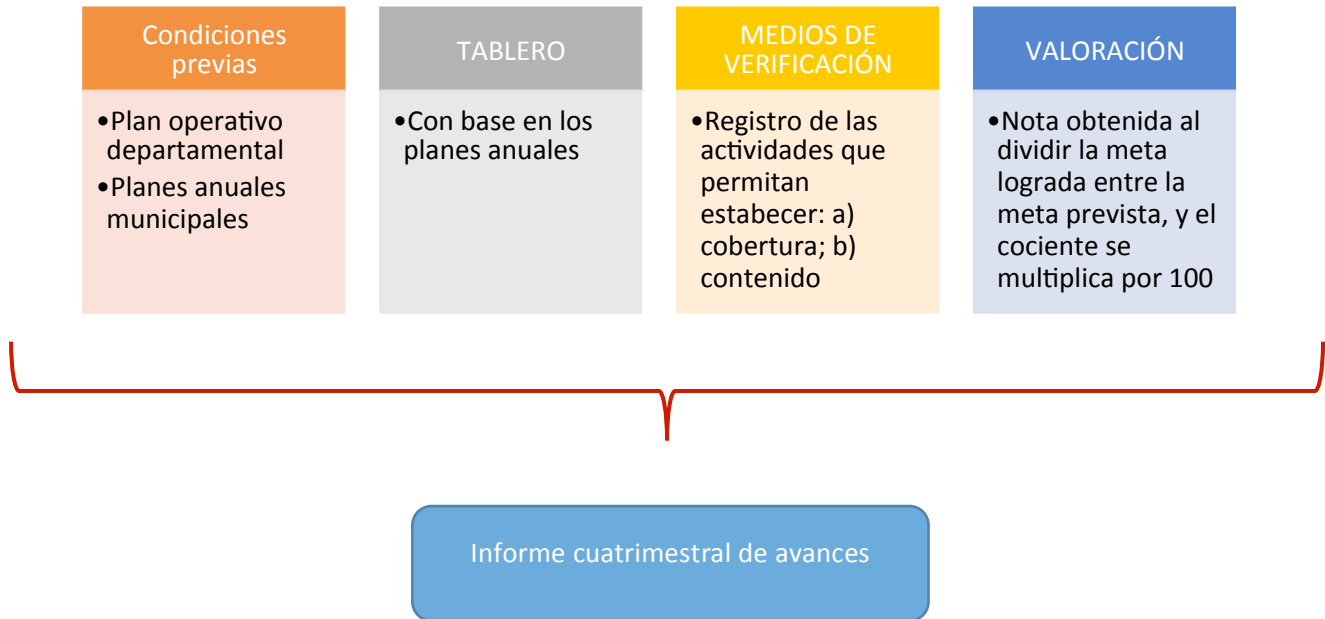 Condiciones
previas
•Plan operativo
departamental
•Planes anuales
municipales
TABLERO
•Con base en los
planes anuales
MEDIOS DE
VERIFICACIÓN
•Registro de las
actividades que
permitan
estabecer: a)
cobertura; b)
contenido
VALORACIÓN
•Nota obtenida al
dividir la meta
lograda entre la
meta prevista, y el
cociente se
multiplica por 100
Informe cuatrimestral de avances